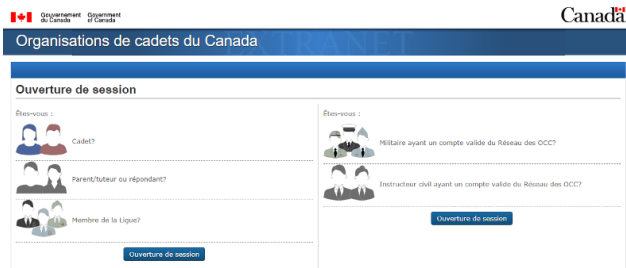 Gouvernement du Canada
Government of Canada
Canada
Organisations de cadets du Canada
EXTRANET
Ouverture de session
Êtes-vous :
Cadet?
Parent/tuteur ou répondant?
Membre de la Ligue?
Ouverture de session
Êtes-vous :
Militaire ayant un compte valide du Réseau des OCC?
Instructeur civil ayant un compte valide du Réseau des OCC?
Ouverture de session